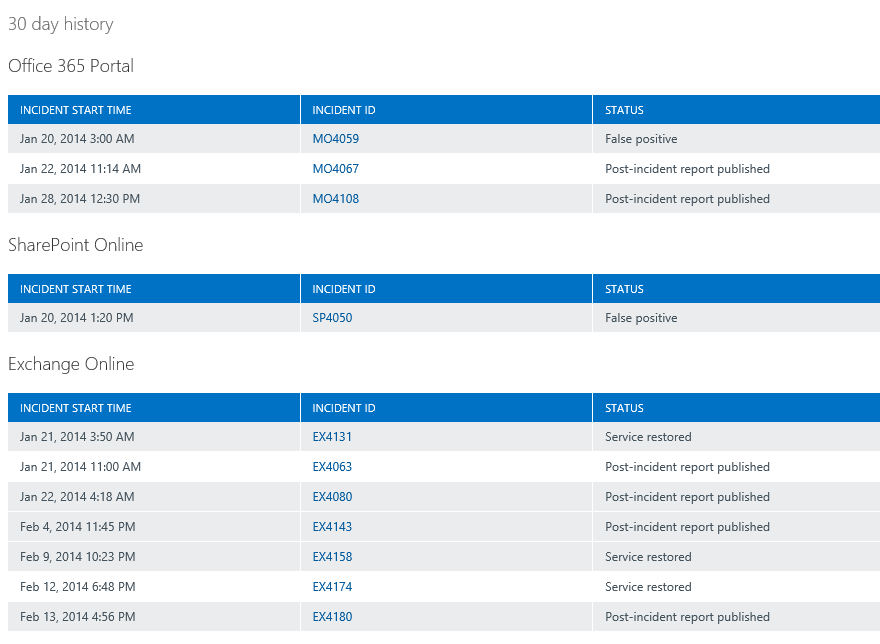 30 day history
Office 365 Portal
INCIDENT START TIME INCIDENT ID STATUS
Jan 20, 2014 3:00 AM MO4059 False positive
Jan 22, 2014 11:14 AM MO4067 Post-incident report published
Jan 28, 2014 12:30 PM MO4108 Post-incident report published
SharePoint Online
INCIDENT START TIME INCIDENT ID STATUS
Jan 20, 2014 1:20 PM SP4050 False positive
Exchange Online
INCIDENT START TIME INCIDENT ID STATUS
Jan 21, 2014 3:50 AM EX4131 Service restored
Jan 21, 2014 11:00 AM EX4063 Post-incident report published
Jan 22, 2014 4:18 AM EX4080 Post-incident report published
Feb 4, 2014 11:45 PM EX4143 Post-incident report published
Feb 9, 2014 10:23 PM EX4158 Service restored
Feb 12, 2014 6:48 PM EX4174 Service restored
Feb 13, 2014 4:56 PM EX4180 Post-incident report published